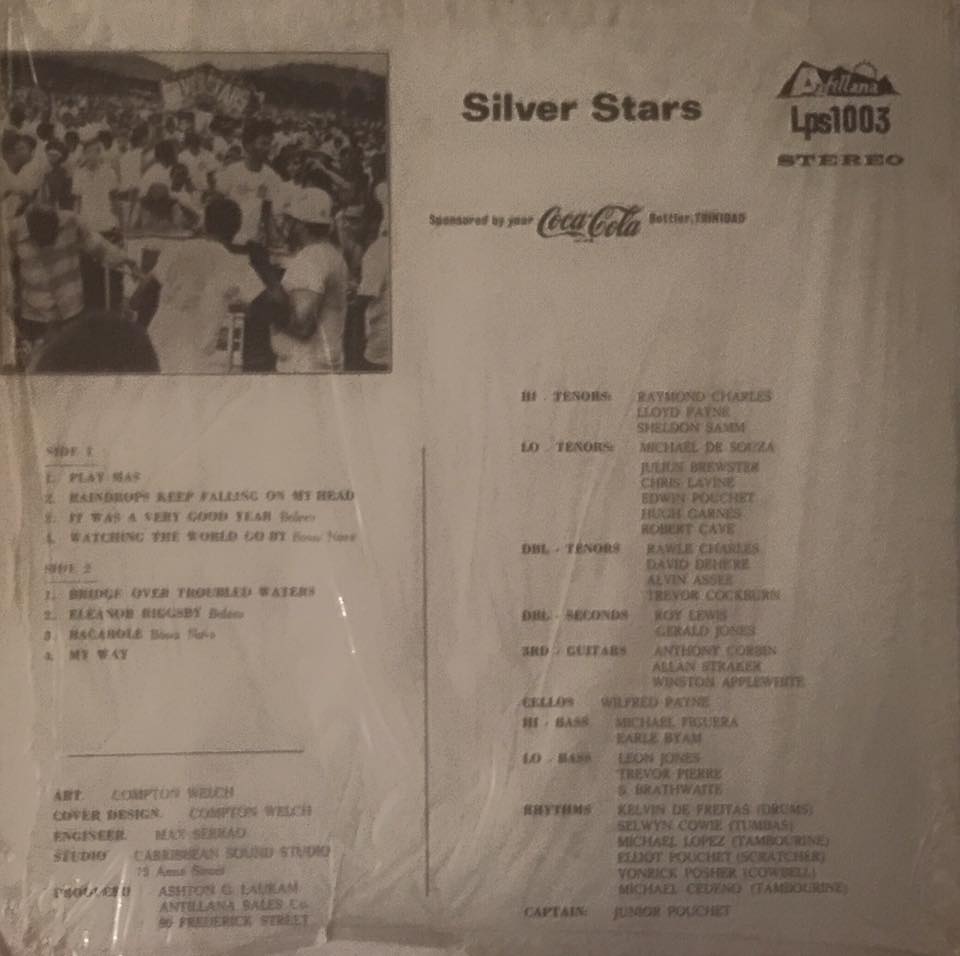 SILVER STARS
Silver Stars
Antillana
Lps1003
STEREO
Sponsored by your Coca-Cola Bottler, TRINIDAD
SIDE 1
1. PLAY MAS
2. RAINDROPS KEEP FALLING ON MY HEAD
3. IT WAS A VERY GOOD YEAR Bolero
4. WATCHING THE WORLD GO BY Bossa Nova
SIDE 2
1. BRIDGE OVER TROUBLED WATERS
2. ELEANOR RIGGSBY Bolero
3. BACAROLE Bossa Nova
4. MY WAY
ART. COMPTON WELCH
COVER DESIGN. COMPTON WELCH
ENGINEER. MAX SERRAO
STUDIO CARRIBBEAN SOUND STUDIO
Street
PRODUCED ASHTON G. LAURAM
ANTILLANA SALES Co.
96 FREDERICK STREET
HI - TENORS: RAYMOND CHARLES
LLOYD PAYNE
SHELDON SAMM
LO - TENORS: MICHAEL DE SOUZA
JULIUS BREWSTER
CHRIS LAVINE
EDWIN POUCHET
HUGH GARNES
ROBERT CAVE
DBL - TENORS RAWLE CHARLES
DAVID DEHERE
ALVIN ASSEE
TREVOR COCKBURN
DBL - SECONDS ROY LEWIS
GERALD JONES
3RD - GUITARS ANTHONY CORBIN
ALLAN STRAKER
WINSTON APPLEWHITE
CELLOS WILFRED PAYNE
HI - BASS MICHAEL FIGUERA
EARLE BYAM
LO - BASS LEON JONES
TREVOR PIERRE
S. BRATHWAITE
RHYTHMS KELVIN DE FREITAS (DRUMS)
SELWYN COWIE (TUMBAS)
MICHAEL LOPEZ (TAMBOURINE)
ELLIOT POUCHET (SCRATCHER)
VONRICK POSHER (COWBELL)
MICHAEL CEDENO (TAMBOURINE)
CAPTAIN: JUNIOR POUCHET